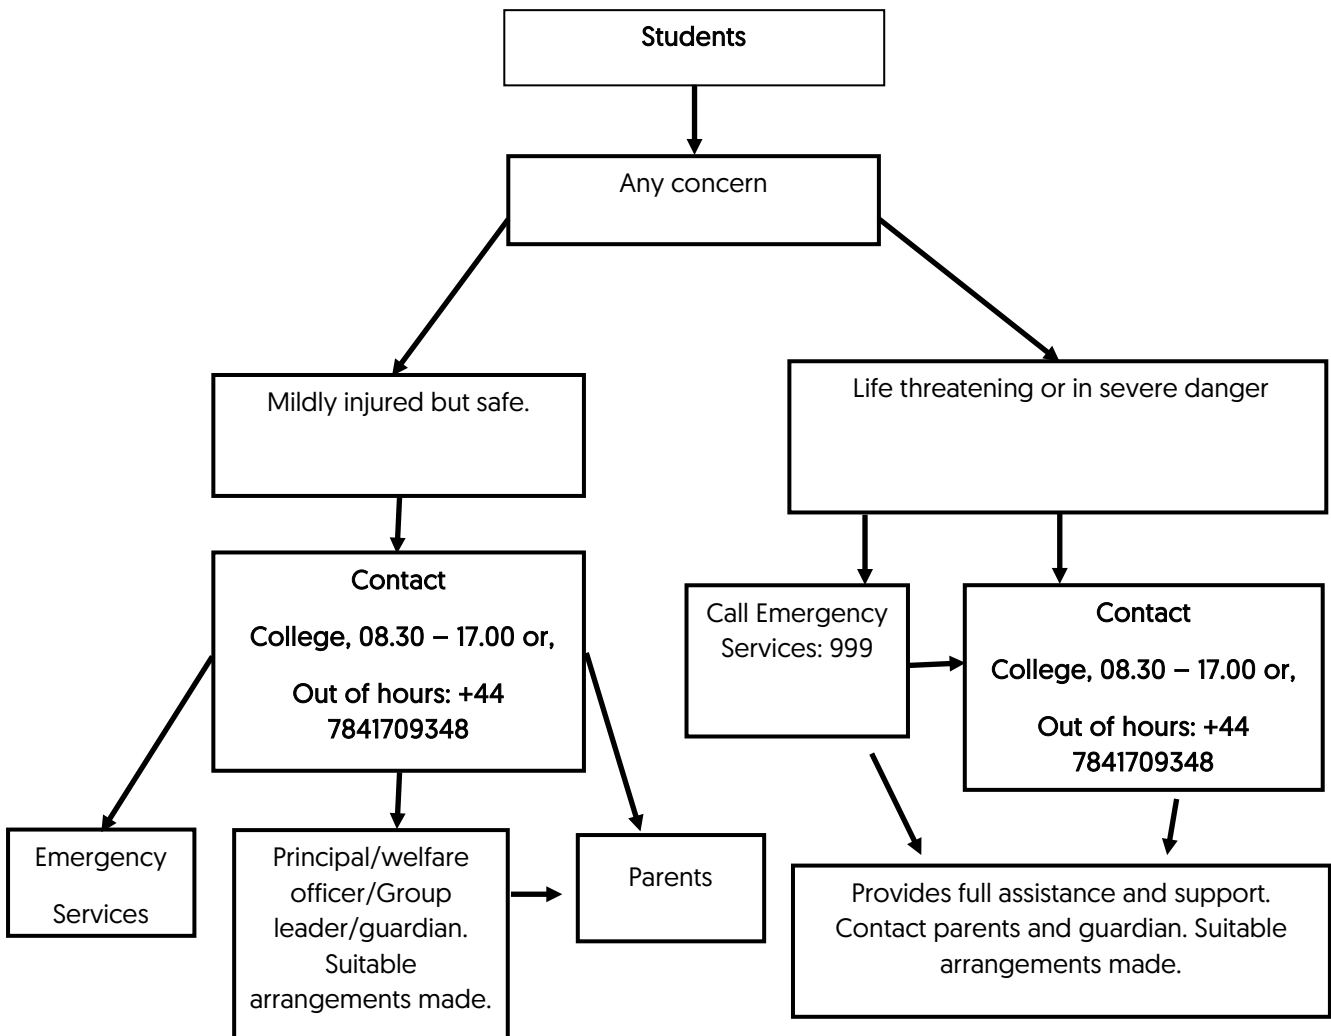 Students
Any concern
Mildly injured but safe.
Life threatening or in severe danger
Contact
College, 08.30 – 17.00 or,
Out of hours: +44
7841709348
Call Emergency
Services: 999
Contact
College, 08.30 – 17.00 or,
Out of hours: +44
7841709348
Emergency
Services
Principal/welfare
officer/Group
leader/guardian.
Suitable
arrangements made.
Parents
Provides full assistance and support.
Contact parents and guardian. Suitable
arrangements made.